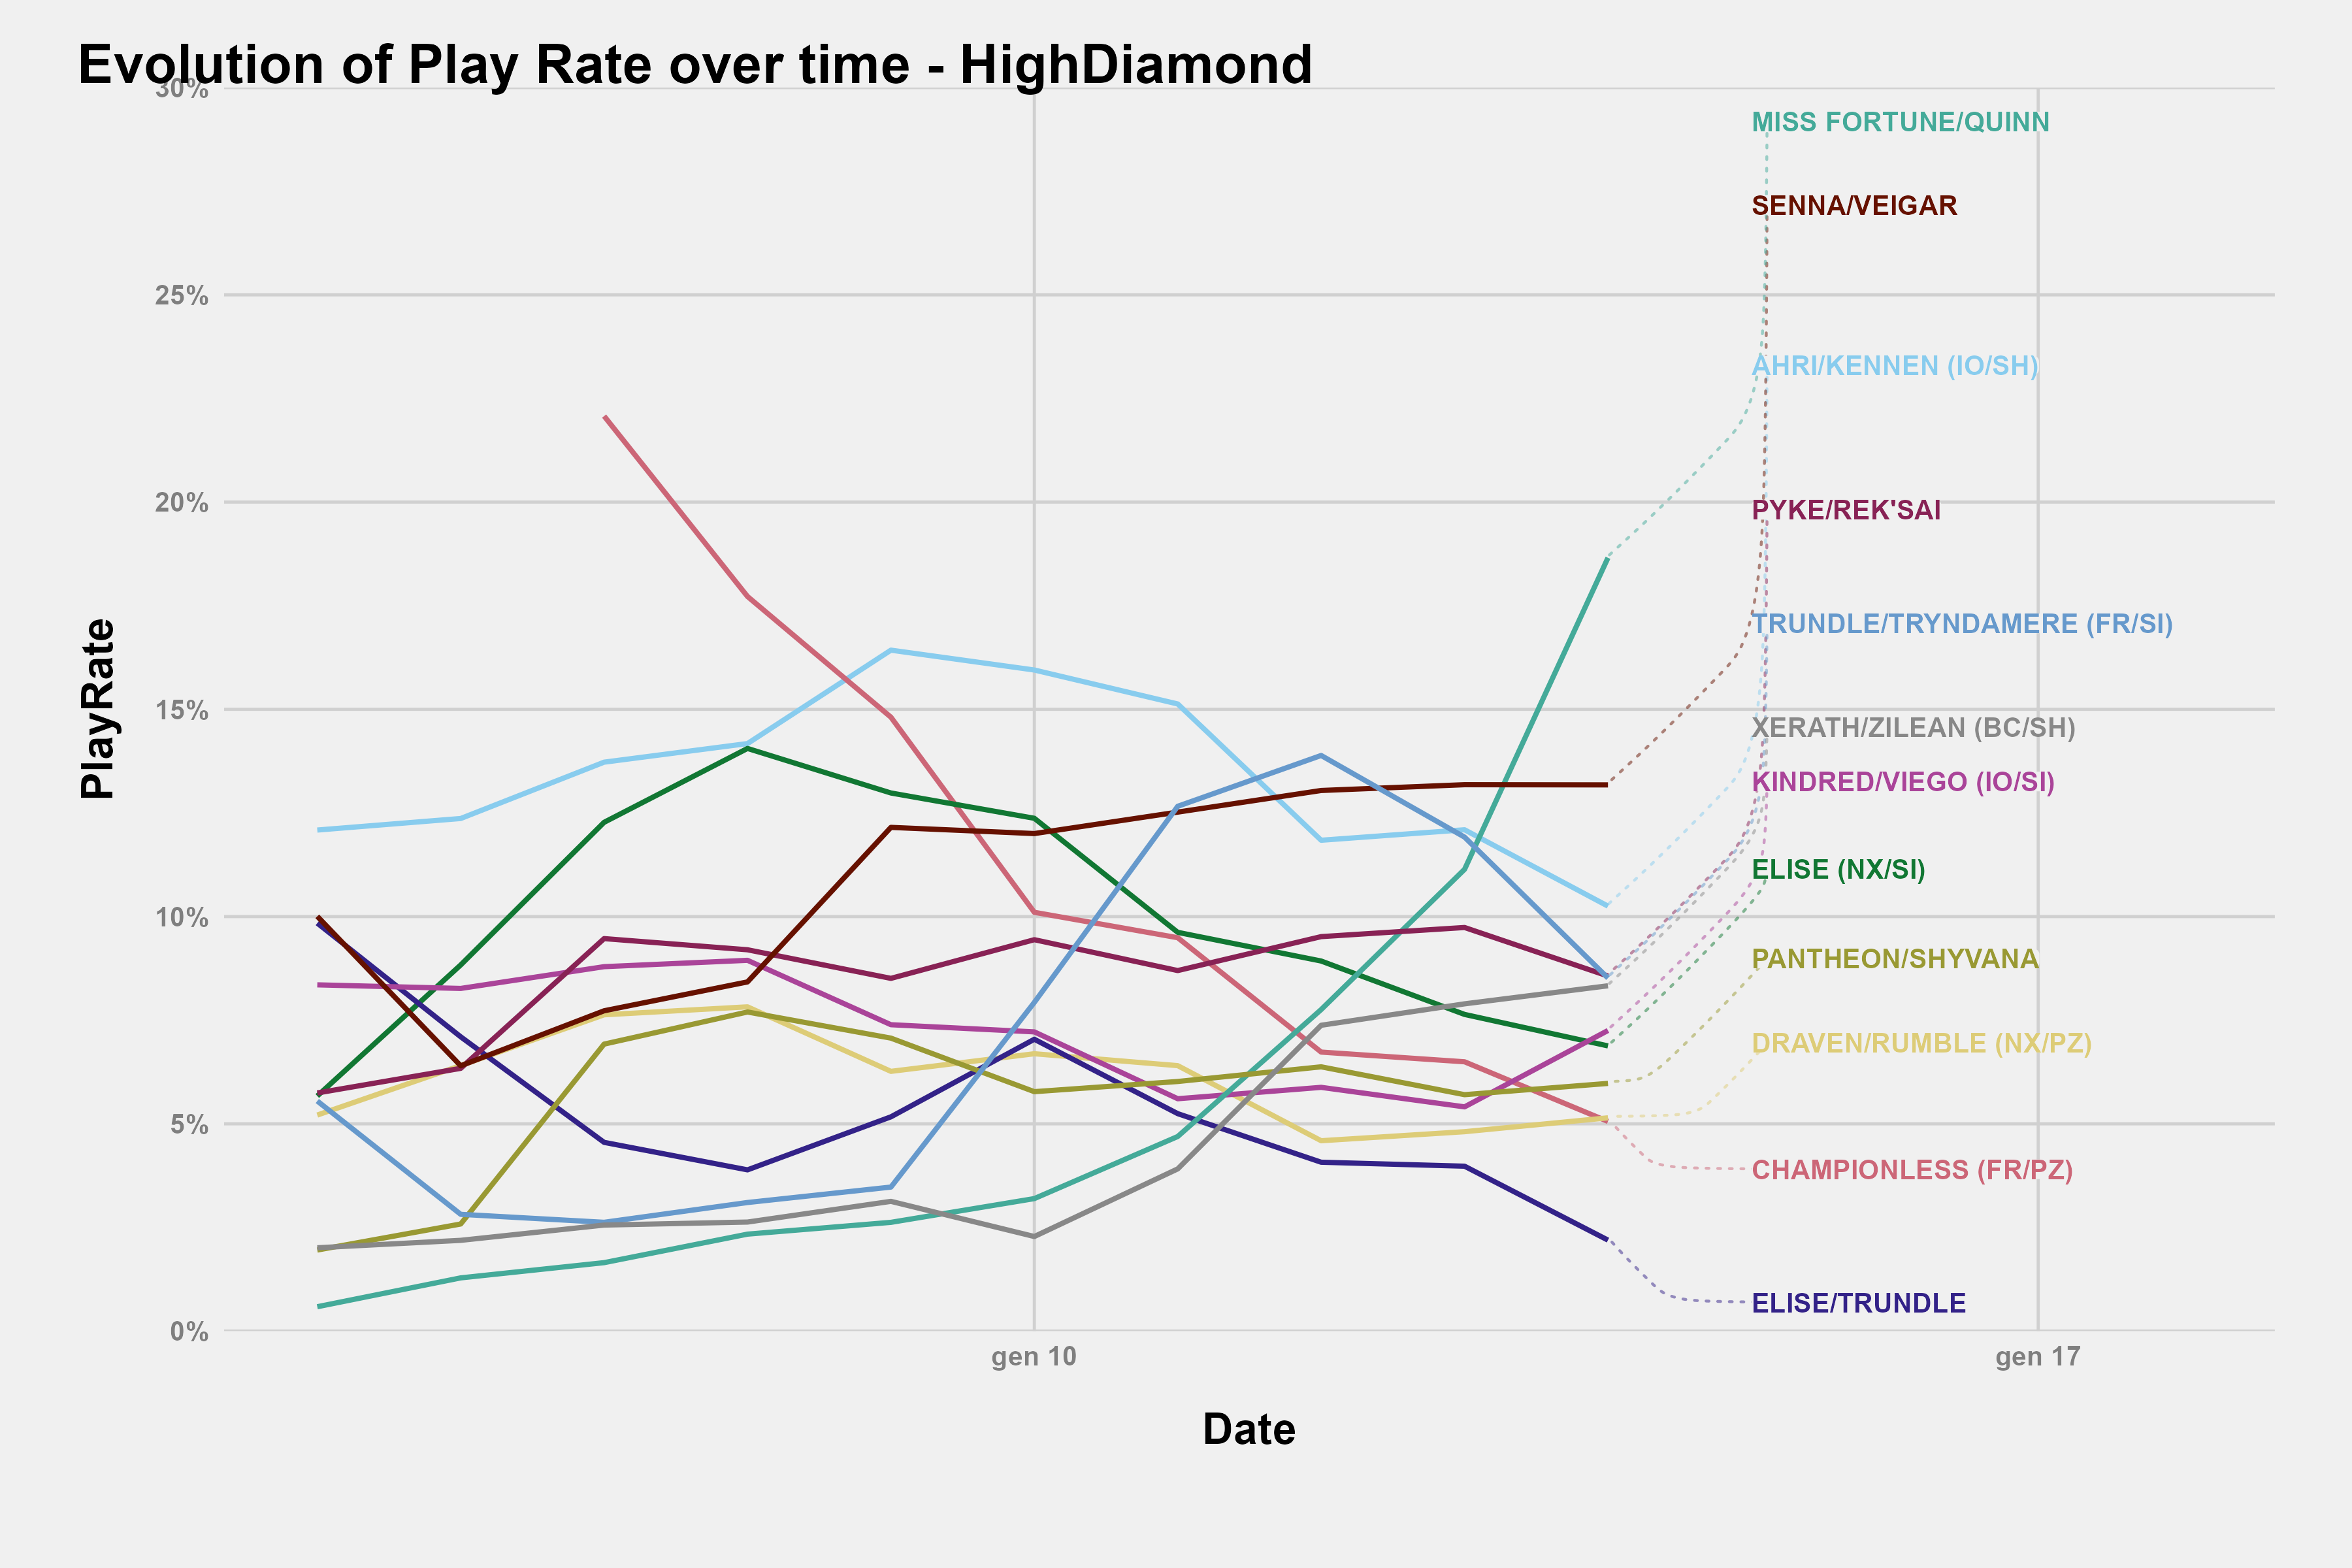 Evolution of Play Rate over time - HighDiamond
30%
MISS FORTUNE/QUINN
SENNA/VEIGAR
25%
AHRI/KENNEN (IO/SH)
20%
PYKE/REK'SAI
TRUNDLE/TRYNDAMERE (FR/SI)
PlayRate
15%
XERATH/ZILEAN (BC/SH)
KINDRED/VIEGO (IO/SI)
ELISE (NX/SI)
10%
PANTHEON/SHYVANA
DRAVEN/RUMBLE (NX/PZ)
5%
CHAMPIONLESS (FR/PZ)
ELISE/TRUNDLE
0%
gen 10
gen 17
Date